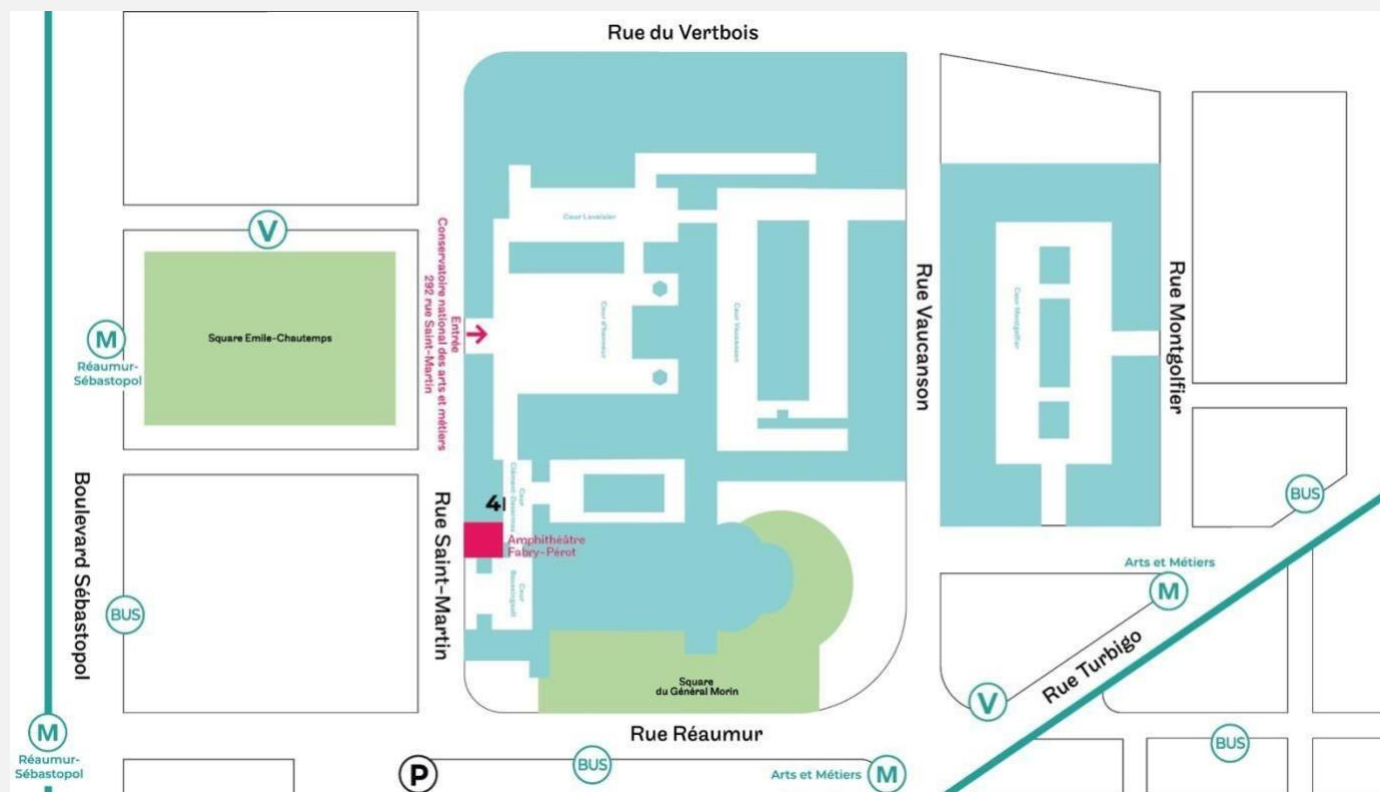 Rue du Vertbois
V
Square Emile-Chautemps
M
Réaumur-
Sébastopol
Entrée
Conservatoire national des arts et métiers
292 rue Saint-Martin
Cour Lavoisier
Cour d'honneur
Cour Vaucanson
Rue Vaucanson
Cour Montgolfier
Rue Montgolfier
Boulevard Sébastopol
BUS
Rue Saint-Martin
4
Cour
Amphithéâtre
Fabry-Pérot
Cour
Boussingault
Square
du Général Morin
BUS
Arts et Métiers
M
Rue Turbigo
V
BUS
M
Réaumur-
Sébastopol
Rue Réaumur
P
BUS
Arts et Métiers
M